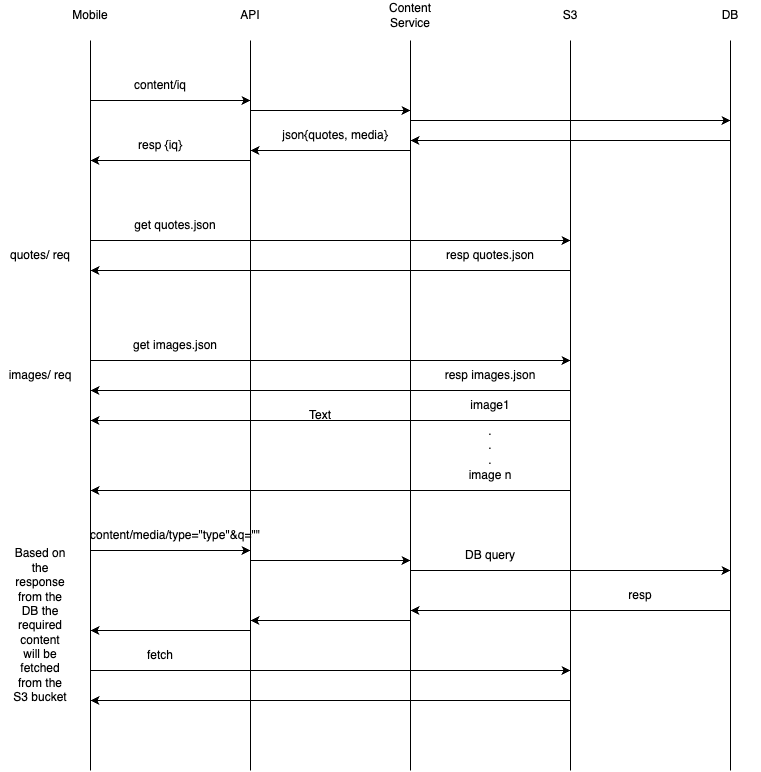 Mobile
API
Content
Service
S3
DB
content/iq
json{quotes, media}
resp {iq}
get quotes.json
quotes/ req
resp quotes.json
get images.json
images/ req
resp images.json
image1
Text
.
.
.
image n
content/media/type="type"&q=""
Based on
the
response
from the
DB the
required
content
will be
fetched
from the
S3 bucket
DB query
resp
fetch